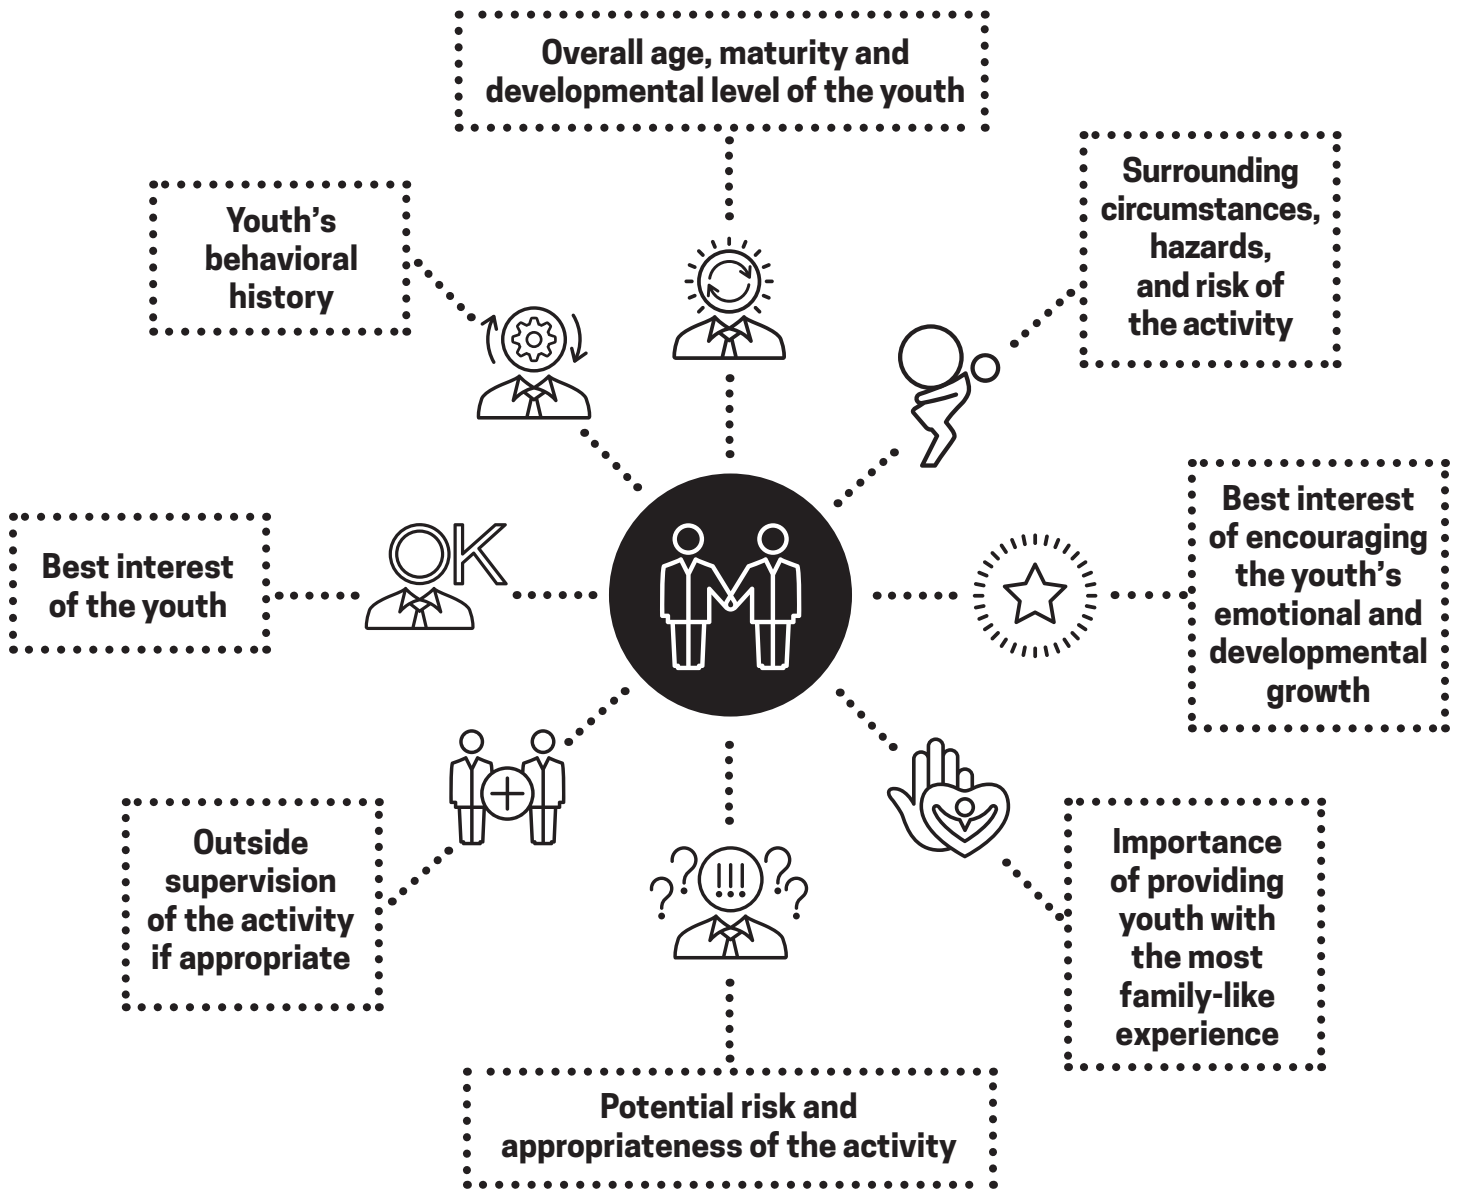 Overall age, maturity and
developmental level of the youth
Surrounding
circumstances,
hazards,
and risk of
the activity
Youth’s
behavioral
history
Best interest
of encouraging
the youth’s
emotional and
developmental
growth
OK
Best interest
of the youth
Outside
supervision
of the activity
if appropriate
Importance
of providing
youth with
the most
family-like
experience
? ? !!! ? ?
Potential risk and
appropriateness of the activity